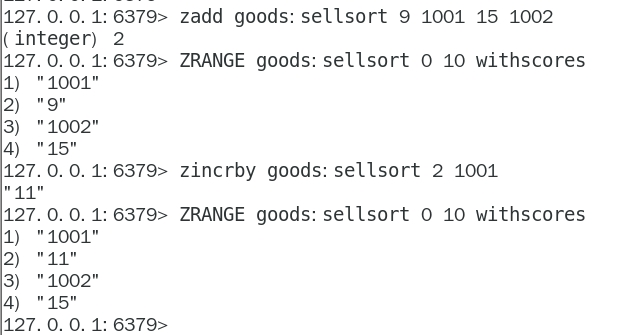 127.0.0.1:6379> zadd goods:sellsort 9 1001 15 1002
(integer) 2
127.0.0.1:6379> ZRANGE goods:sellsort 0 10 withscores
1) "1001"
2) "9"
3) "1002"
4) "15"
127.0.0.1:6379> zincrby goods:sellsort 2 1001
"11"
127.0.0.1:6379> ZRANGE goods:sellsort 0 10 withscores
1) "1001"
2) "11"
3) "1002"
4) "15"
127.0.0.1:6379>